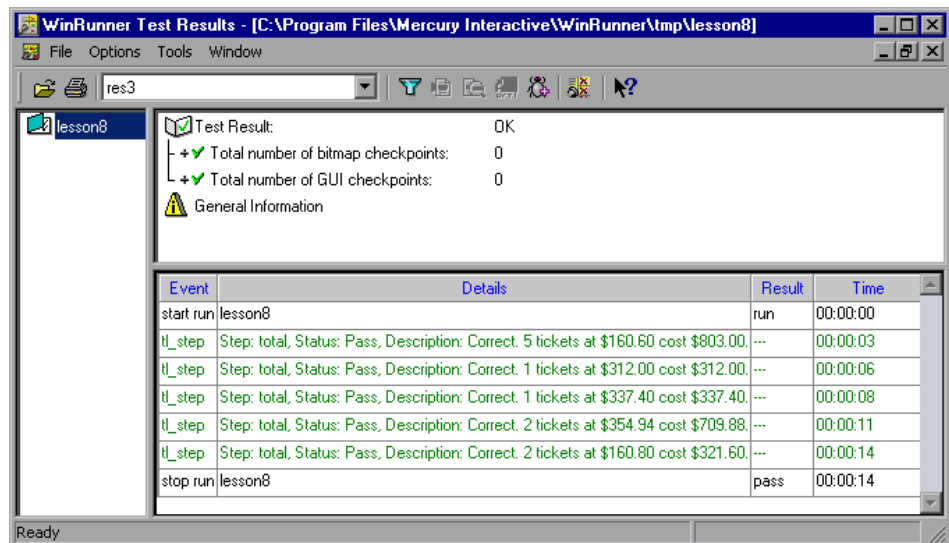 WinRunner Test Results - [C:\Program Files\Mercury Interactive\WinRunner\tmp\lesson8]
File Options Tools Window
res3
lesson8
Test Result: OK
Total number of bitmap checkpoints: 0
Total number of GUI checkpoints: 0
General Information
Event Details Result Time
start run lesson8 run 00:00:00
tl_step Step: total, Status: Pass, Description: Correct. 5 tickets at $160.60 cost $803.00. --- 00:00:03
tl_step Step: total, Status: Pass, Description: Correct. 1 tickets at $312.00 cost $312.00. --- 00:00:06
tl_step Step: total, Status: Pass, Description: Correct. 1 tickets at $337.40 cost $337.40. --- 00:00:08
tl_step Step: total, Status: Pass, Description: Correct. 2 tickets at $354.94 cost $709.88. --- 00:00:11
tl_step Step: total, Status: Pass, Description: Correct. 2 tickets at $160.80 cost $321.60. --- 00:00:14
stop run lesson8 pass 00:00:14
Ready